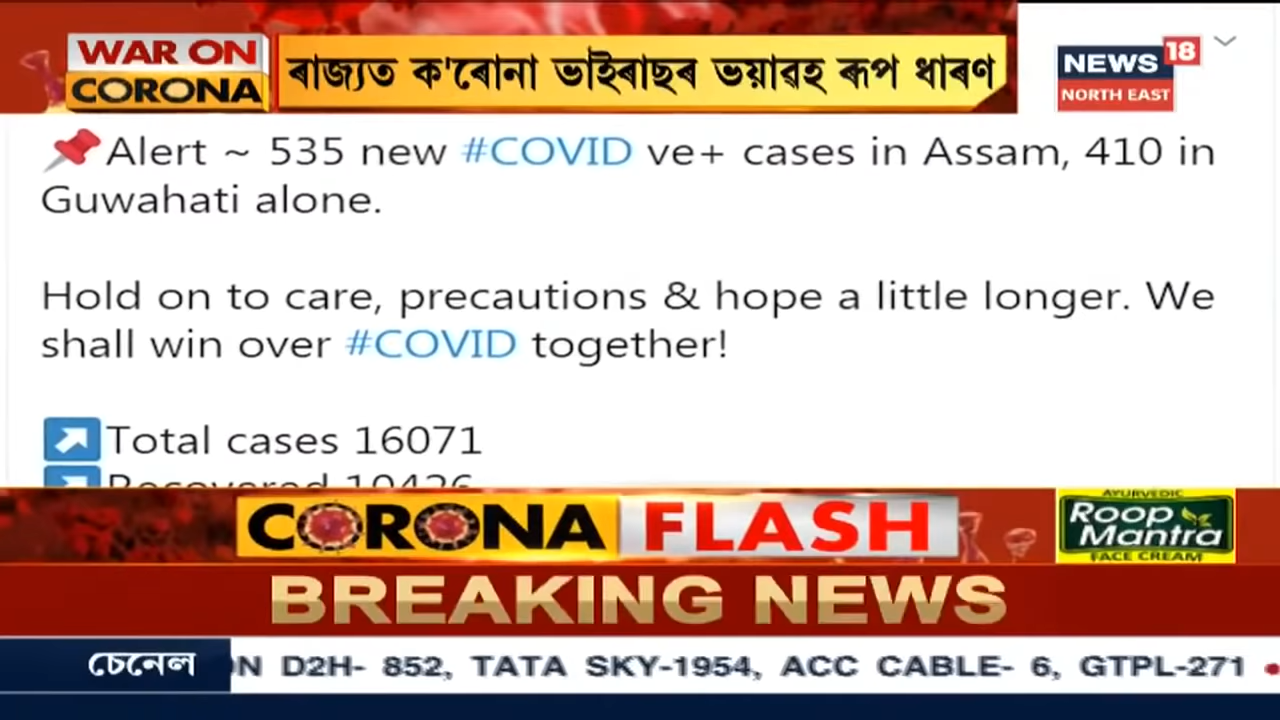 WAR ON
CORONA
ৰাজ্যত ক'ৰোনা ভাইৰাছৰ ভয়াৱহ ৰূপ ধাৰণ
NEWS 18
NORTH EAST
Alert ~ 535 new #COVID ve+ cases in Assam, 410 in
Guwahati alone.
Hold on to care, precautions & hope a little longer. We
shall win over #COVID together!
Total cases 16071
Recovered 10426
CORONA FLASH
AYURVEDIC
Roop
Mantra
FACE CREAM
BREAKING NEWS
চেনেল ON D2H- 852, TATA SKY-1954, ACC CABLE- 6, GTPL-271